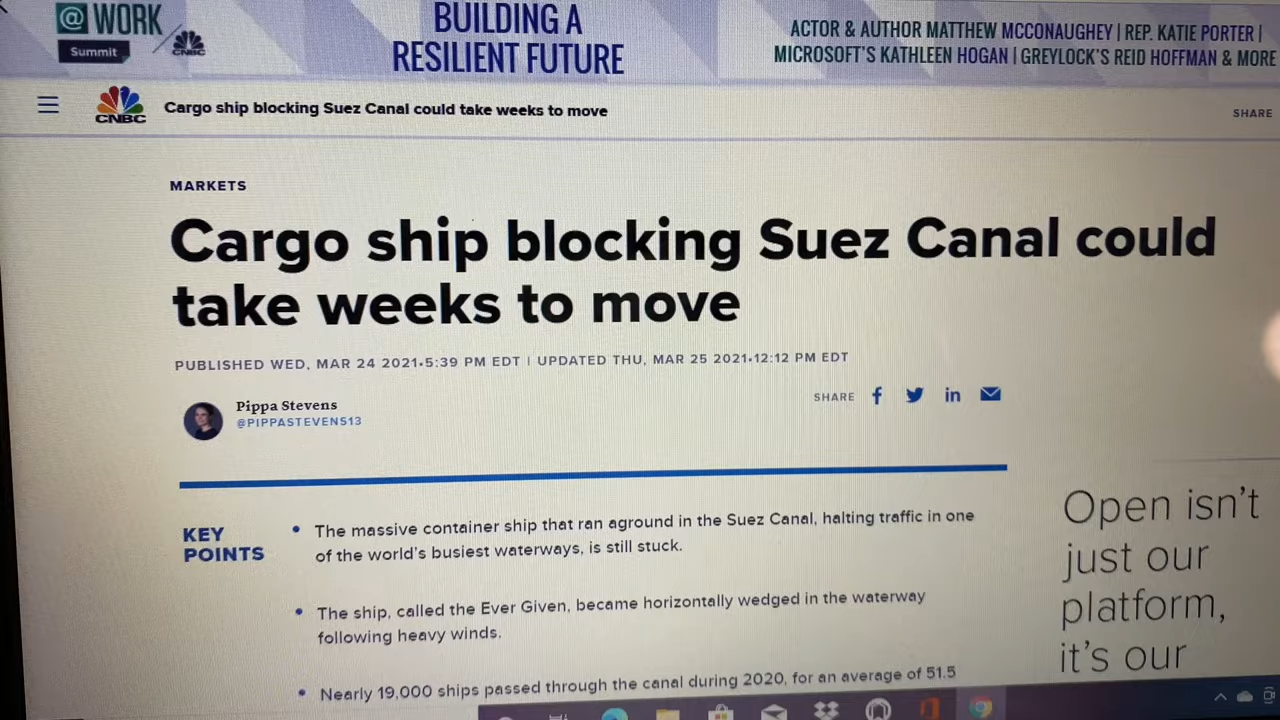 @ WORK
Summit
CNBC
BUILDING A
RESILIENT FUTURE
ACTOR & AUTHOR MATTHEW MCCONAUGHEY | REP. KATIE PORTER |
MICROSOFT'S KATHLEEN HOGAN | GREYLOCK'S REID HOFFMAN & MORE
CNBC
Cargo ship blocking Suez Canal could take weeks to move
SHARE
MARKETS
Cargo ship blocking Suez Canal could
take weeks to move
PUBLISHED WED, MAR 24 2021•5:39 PM EDT | UPDATED THU, MAR 25 2021•12:12 PM EDT
Pippa Stevens
@PIPPASTEVENS13
SHARE
KEY
POINTS
• The massive container ship that ran aground in the Suez Canal, halting traffic in one
of the world's busiest waterways, is still stuck.
• The ship, called the Ever Given, became horizontally wedged in the waterway
following heavy winds.
• Nearly 19,000 ships passed through the canal during 2020, for an average of 51.5
Open isn't
just our
platform,
it's our